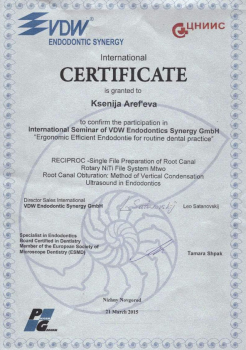 VDW®
ENDODONTIC SYNERGY
ЦНИИС
International
CERTIFICATE
is granted to
Ksenija Aref'eva
to confirm the participation in
International Seminar of VDW Endodontics Synergy GmbH
"Ergonomic Efficient Endodontie for routine dental practice"
RECIPROC -Single File Preparation of Root Canal
Rotary NiTi File System Mtwo
Root Canal Obturation: Method of Vertical Condensation
Ultrasound in Endodontics
Director Sales International
VDW Endodontic Synergy GmbH
Leo Satanovskij
Specialist in Endodontics
Board Certified in Dentistry
Member of the European Society of
Microscope Dentistry (ESMD)
Tamara Shpak
Nizhny Novgorod
21 March 2015